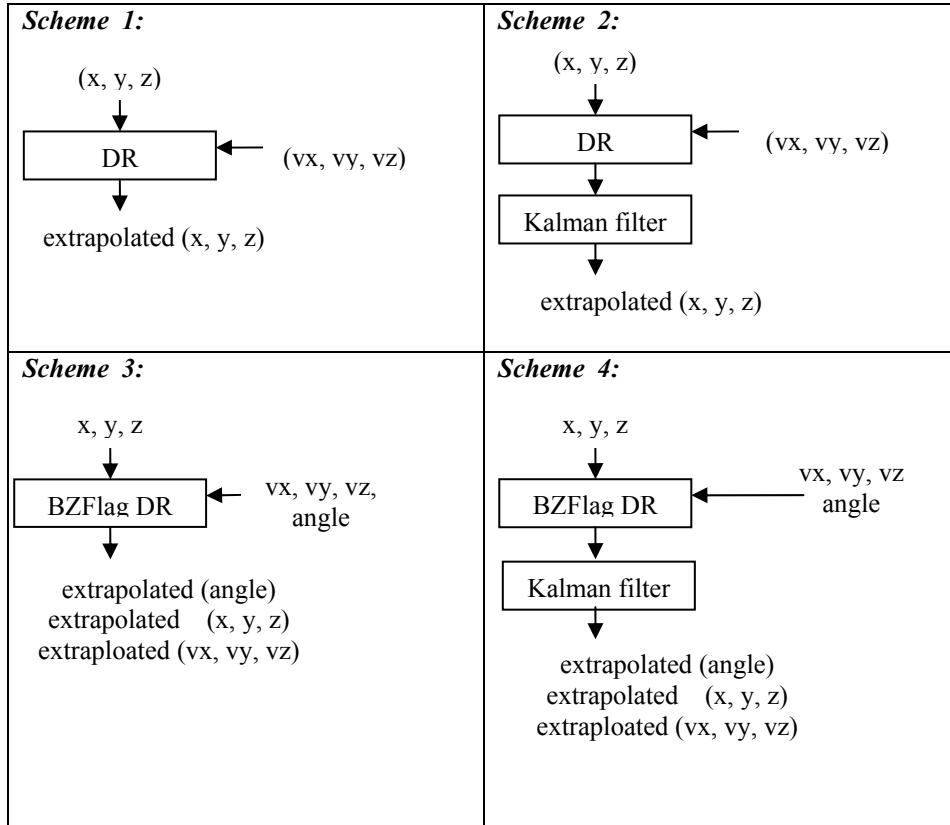 Scheme 1:
(x, y, z)
DR
(vx, vy, vz)
extrapolated (x, y, z)
Scheme 2:
(x, y, z)
DR
(vx, vy, vz)
Kalman filter
extrapolated (x, y, z)
Scheme 3:
x, y, z
BZFlag DR
vx, vy, vz,
angle
extrapolated (angle)
extrapolated (x, y, z)
extraploated (vx, vy, vz)
Scheme 4:
x, y, z
BZFlag DR
vx, vy, vz
angle
Kalman filter
extrapolated (angle)
extrapolated (x, y, z)
extraploated (vx, vy, vz)